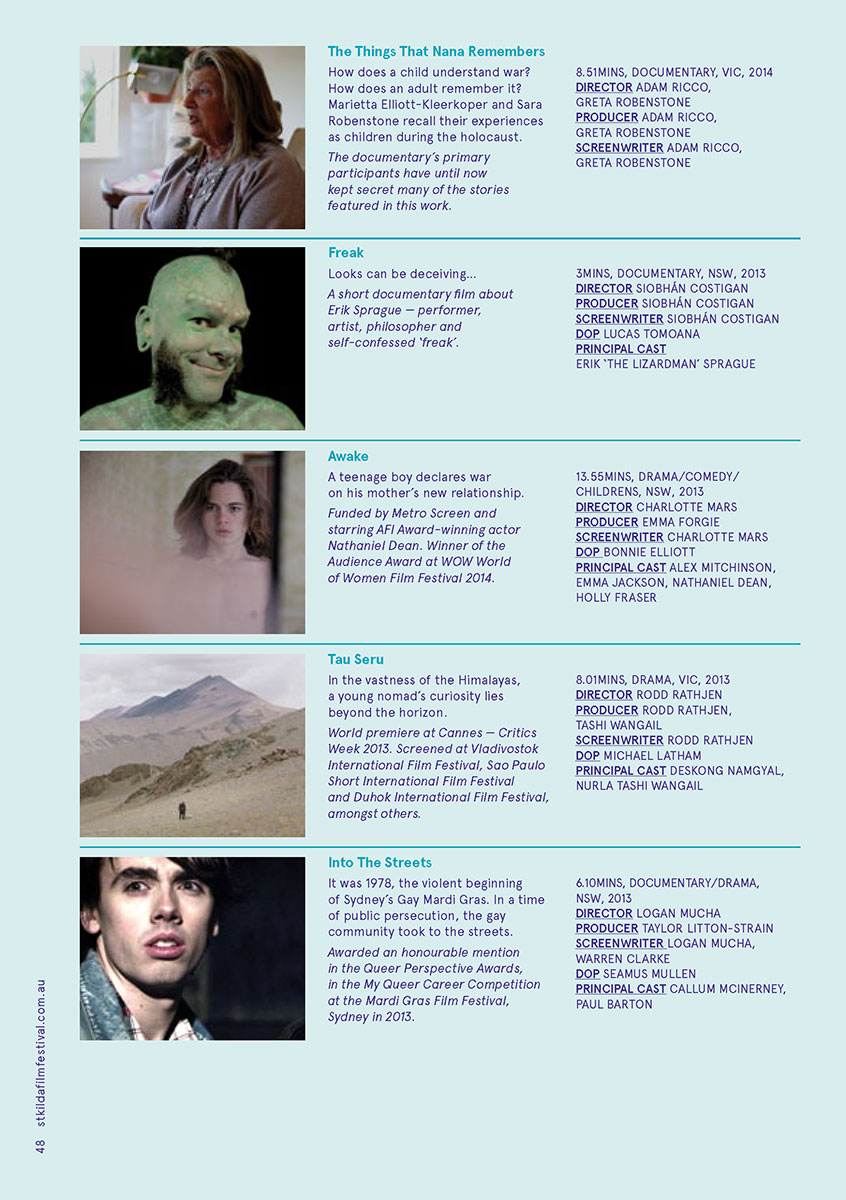 The Things That Nana Remembers
How does a child understand war?
How does an adult remember it?
Marietta Elliott-Kleerkoper and Sara
Robenstone recall their experiences
as children during the holocaust.
The documentary's primary
participants have until now
kept secret many of the stories
featured in this work.
8.51MINS, DOCUMENTARY, VIC, 2014
DIRECTOR ADAM RICCO,
GRETA ROBENSTONE
PRODUCER ADAM RICCO,
GRETA ROBENSTONE
SCREENWRITER ADAM RICCO,
GRETA ROBENSTONE
Freak
Looks can be deceiving...
A short documentary film about
Erik Sprague — performer,
artist, philosopher and
self-confessed 'freak'.
3MINS, DOCUMENTARY, NSW, 2013
DIRECTOR SIOBHÁN COSTIGAN
PRODUCER SIOBHÁN COSTIGAN
SCREENWRITER SIOBHÁN COSTIGAN
DOP LUCAS TOMOANA
PRINCIPAL CAST
ERIK 'THE LIZARDMAN' SPRAGUE
Awake
A teenage boy declares war
on his mother's new relationship.
Funded by Metro Screen and
starring AFI Award-winning actor
Nathaniel Dean. Winner of the
Audience Award at WOW World
of Women Film Festival 2014.
13.55MINS, DRAMA/COMEDY/
CHILDRENS, NSW, 2013
DIRECTOR CHARLOTTE MARS
PRODUCER EMMA FORGIE
SCREENWRITER CHARLOTTE MARS
DOP BONNIE ELLIOTT
PRINCIPAL CAST ALEX MITCHINSON,
EMMA JACKSON, NATHANIEL DEAN,
HOLLY FRASER
Tau Seru
In the vastness of the Himalayas,
a young nomad's curiosity lies
beyond the horizon.
World premiere at Cannes — Critics
Week 2013. Screened at Vladivostok
International Film Festival, Sao Paulo
Short International Film Festival
and Duhok International Film Festival,
amongst others.
8.01MINS, DRAMA, VIC, 2013
DIRECTOR RODD RATHJEN
PRODUCER RODD RATHJEN,
TASHI WANGAIL
SCREENWRITER RODD RATHJEN
DOP MICHAEL LATHAM
PRINCIPAL CAST DESKONG NAMGYAL,
NURLA TASHI WANGAIL
Into The Streets
It was 1978, the violent beginning
of Sydney's Gay Mardi Gras. In a time
of public persecution, the gay
community took to the streets.
Awarded an honourable mention
in the Queer Perspective Awards,
in the My Queer Career Competition
at the Mardi Gras Film Festival,
Sydney in 2013.
6.10MINS, DOCUMENTARY/DRAMA,
NSW, 2013
DIRECTOR LOGAN MUCHA
PRODUCER TAYLOR LITTON-STRAIN
SCREENWRITER LOGAN MUCHA,
WARREN CLARKE
DOP SEAMUS MULLEN
PRINCIPAL CAST CALLUM MCINERNEY,
PAUL BARTON
48 stkildafilmfestival.com.au